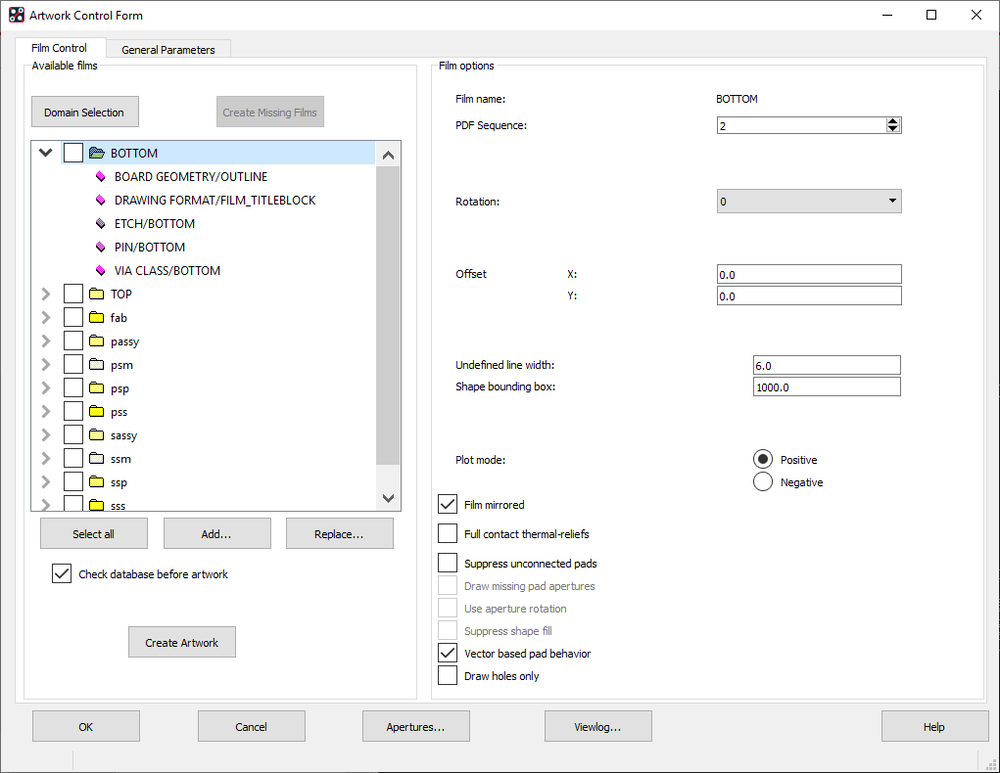 Artwork Control Form
Film Control
General Parameters
Available films
Domain Selection
Create Missing Films
BOTTOM
BOARD GEOMETRY/OUTLINE
DRAWING FORMAT/FILM_TITLEBLOCK
ETCH/BOTTOM
PIN/BOTTOM
VIA CLASS/BOTTOM
TOP
fab
passy
psm
psp
pss
sassy
ssm
ssp
sss
Select all
Add...
Replace...
Check database before artwork
Create Artwork
Film options
Film name: BOTTOM
PDF Sequence: 2
Rotation: 0
Offset X: 0.0
Y: 0.0
Undefined line width: 6.0
Shape bounding box: 1000.0
Plot mode: Positive
Negative
Film mirrored
Full contact thermal-reliefs
Suppress unconnected pads
Draw missing pad apertures
Use aperture rotation
Suppress shape fill
Vector based pad behavior
Draw holes only
OK
Cancel
Apertures...
Viewlog...
Help